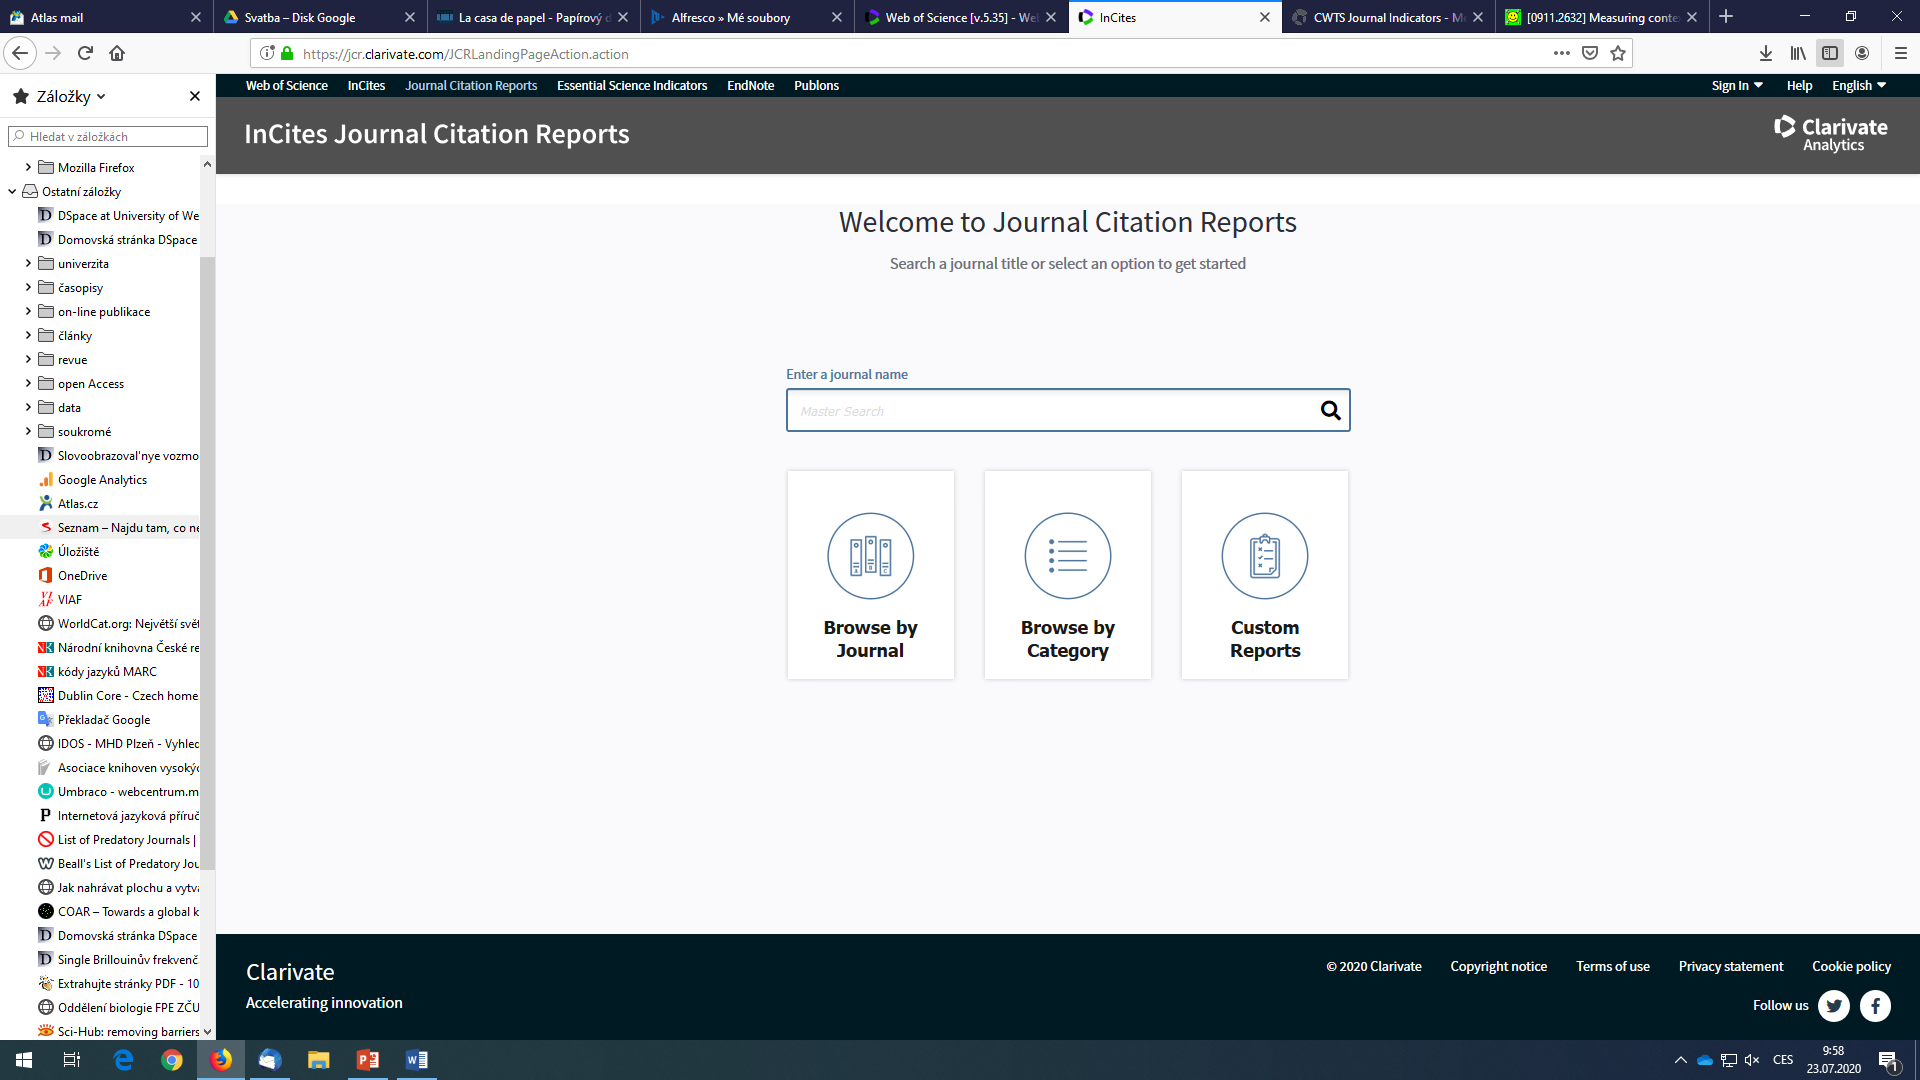 Atlas mail
Svatba – Disk Google
La casa de papel - Papírový d
Alfresco » Mé soubory
Web of Science [v.5.35] - We
InCites
CWTS Journal Indicators - M
[0911.2632] Measuring conte
https://jcr.clarivate.com/JCRLandingPageAction.action
Záložky
Hledat v záložkách
Mozilla Firefox
Ostatní záložky
DSpace at University of We
Domovská stránka DSpace
univerzita
časopisy
on-line publikace
články
revue
open Access
data
soukromé
Slovoobrazoval'nye vozmo
Google Analytics
Atlas.cz
Seznam – Najdu tam, co ne
Úložiště
OneDrive
VIAF
WorldCat.org: Největší svět
Národní knihovna České re
kódy jazyků MARC
Dublin Core - Czech home
Překladač Google
IDOS - MHD Plzeň - Vyhled
Asociace knihoven vysokýc
Umbraco - webcentrum.m
Internetová jazyková příruč
List of Predatory Journals |
Beall's List of Predatory Jou
Jak nahrávat plochu a vytvá
COAR – Towards a global k
Domovská stránka DSpace
Single Brillouinův frekvenč
Extrahujte stránky PDF - 10
Oddělení biologie FPE ZČU
Sci-Hub: removing barriers
Web of Science InCites Journal Citation Reports Essential Science Indicators EndNote Publons
Sign In Help English
InCites Journal Citation Reports
Clarivate
Analytics
Welcome to Journal Citation Reports
Search a journal title or select an option to get started
Enter a journal name
Master Search
Browse by
Journal
Browse by
Category
Custom
Reports
Clarivate
Accelerating innovation
© 2020 Clarivate Copyright notice Terms of use Privacy statement Cookie policy
Follow us
CES
9:58
23.07.2020
1